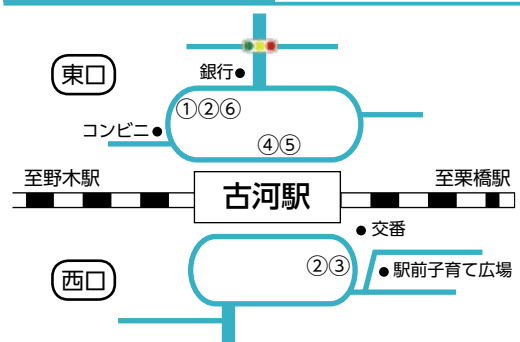 東口
銀行
①②⑥
コンビニ
④⑤
至野木駅
古河駅
至栗橋駅
交番
②③
駅前子育て広場
西口